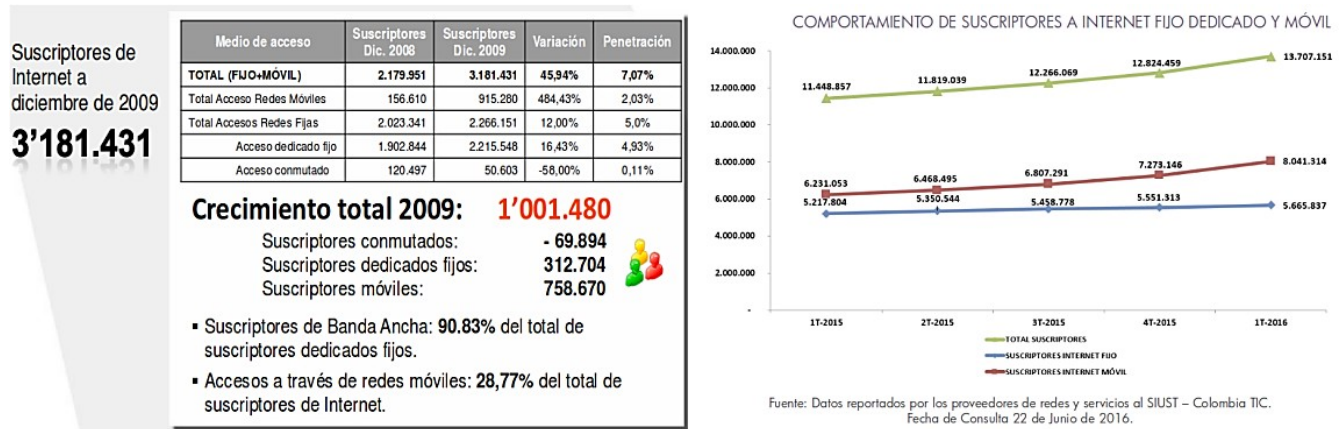 Suscriptores de
Internet a
diciembre de 2009
3'181.431
Medio de acceso Suscriptores Dic. 2008 Suscriptores Dic. 2009 Variación Penetración
TOTAL (FIJO+MÓVIL) 2.179.951 3.181.431 45,94% 7,07%
Total Acceso Redes Móviles 156.610 915.280 484,43% 2,03%
Total Accesos Redes Fijas 2.023.341 2.266.151 12,00% 5,0%
Acceso dedicado fijo 1.902.844 2.215.548 16,43% 4,93%
Acceso conmutado 120.497 50.603 -58,00% 0,11%
Crecimiento total 2009: 1'001.480
Suscriptores conmutados: - 69.894
Suscriptores dedicados fijos: 312.704
Suscriptores móviles: 758.670
▪ Suscriptores de Banda Ancha: 90.83% del total de
suscriptores dedicados fijos.
▪ Accesos a través de redes móviles: 28,77% del total de
suscriptores de Internet.
COMPORTAMIENTO DE SUSCRIPTORES A INTERNET FIJO DEDICADO Y MÓVIL
14.000.000
12.000.000
10.000.000
8.000.000
6.000.000
4.000.000
2.000.000
-
11.448.857 11.819.039 12.266.069 12.824.459 13.707.151
6.231.053 6.468.495 6.807.291 7.273.146 8.041.314
5.217.804 5.350.544 5.458.778 5.551.313 5.665.837
1T-2015 2T-2015 3T-2015 4T-2015 1T-2016
TOTAL SUSCRIPTORES
SUSCRIPTORES INTERNET FIJO
SUSCRIPTORES INTERNET MÓVIL
Fuente: Datos reportados por los proveedores de redes y servicios al SIUST – Colombia TIC.
Fecha de Consulta 22 de Junio de 2016.